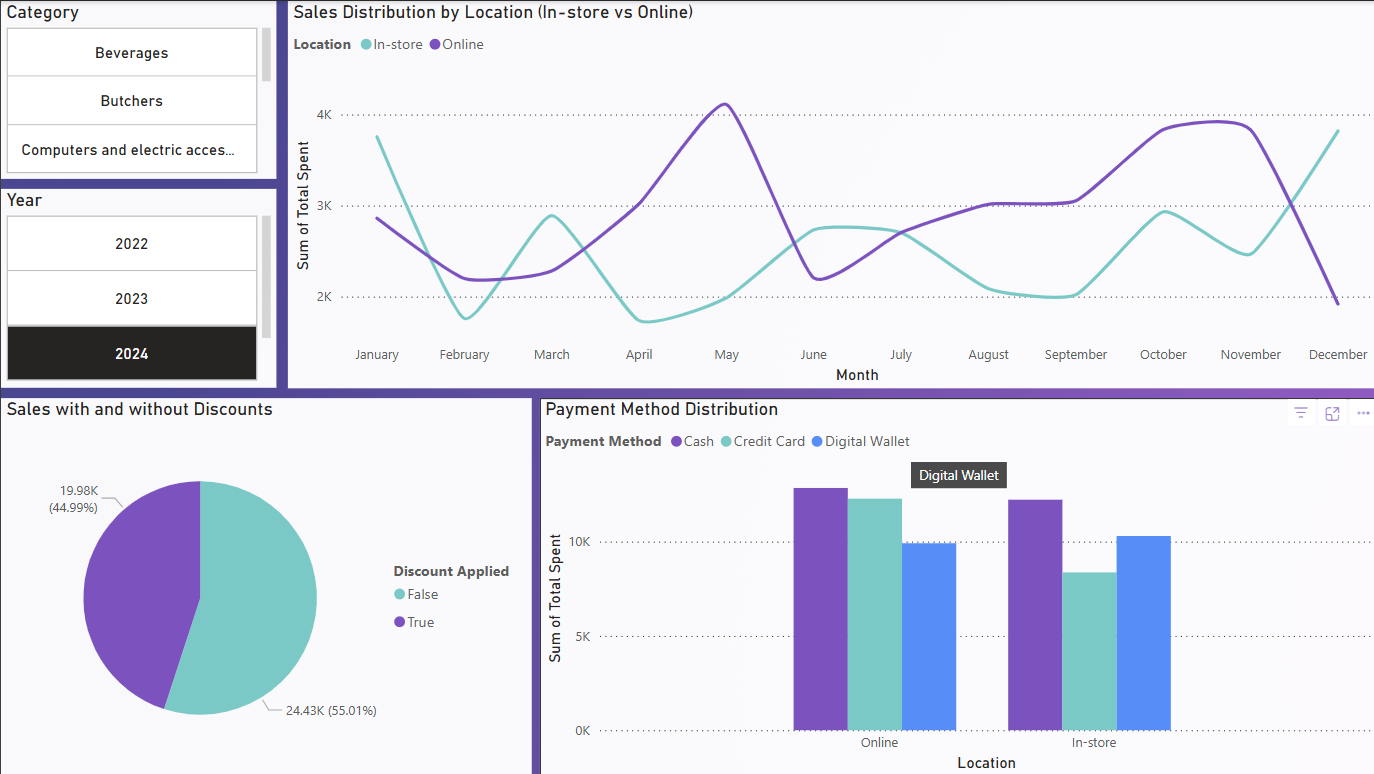 Category
Beverages
Butchers
Computers and electric acces...
Year
2022
2023
2024
Sales Distribution by Location (In-store vs Online)
Location In-store Online
Sum of Total Spent
4K
3K
2K
January February March April May June July August September October November December
Month
Sales with and without Discounts
19.98K
(44.99%)
24.43K (55.01%)
Discount Applied
False
True
Payment Method Distribution
Payment Method Cash Credit Card Digital Wallet
Digital Wallet
Sum of Total Spent
10K
5K
0K
Online In-store
Location